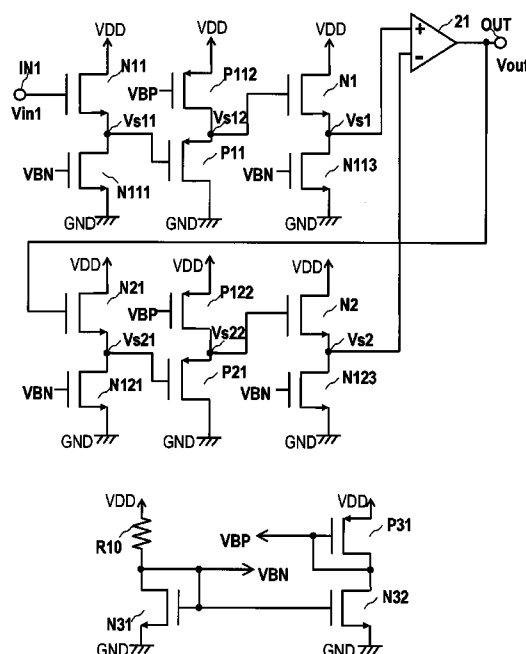 VDD
VDD
VDD
21
OUT
IN1
N11
P112
N1
+
-
Vout
VBP
Vin1
Vs11
Vs12
Vs1
P11
VBN
N111
VBN
N113
GND
GND
GND
VDD
VDD
VDD
N21
P122
N2
VBP
Vs21
Vs22
Vs2
P21
VBN
N121
VBN
N123
GND
GND
GND
VDD
VDD
P31
R10
VBP
VBN
N31
N32
GND
GND